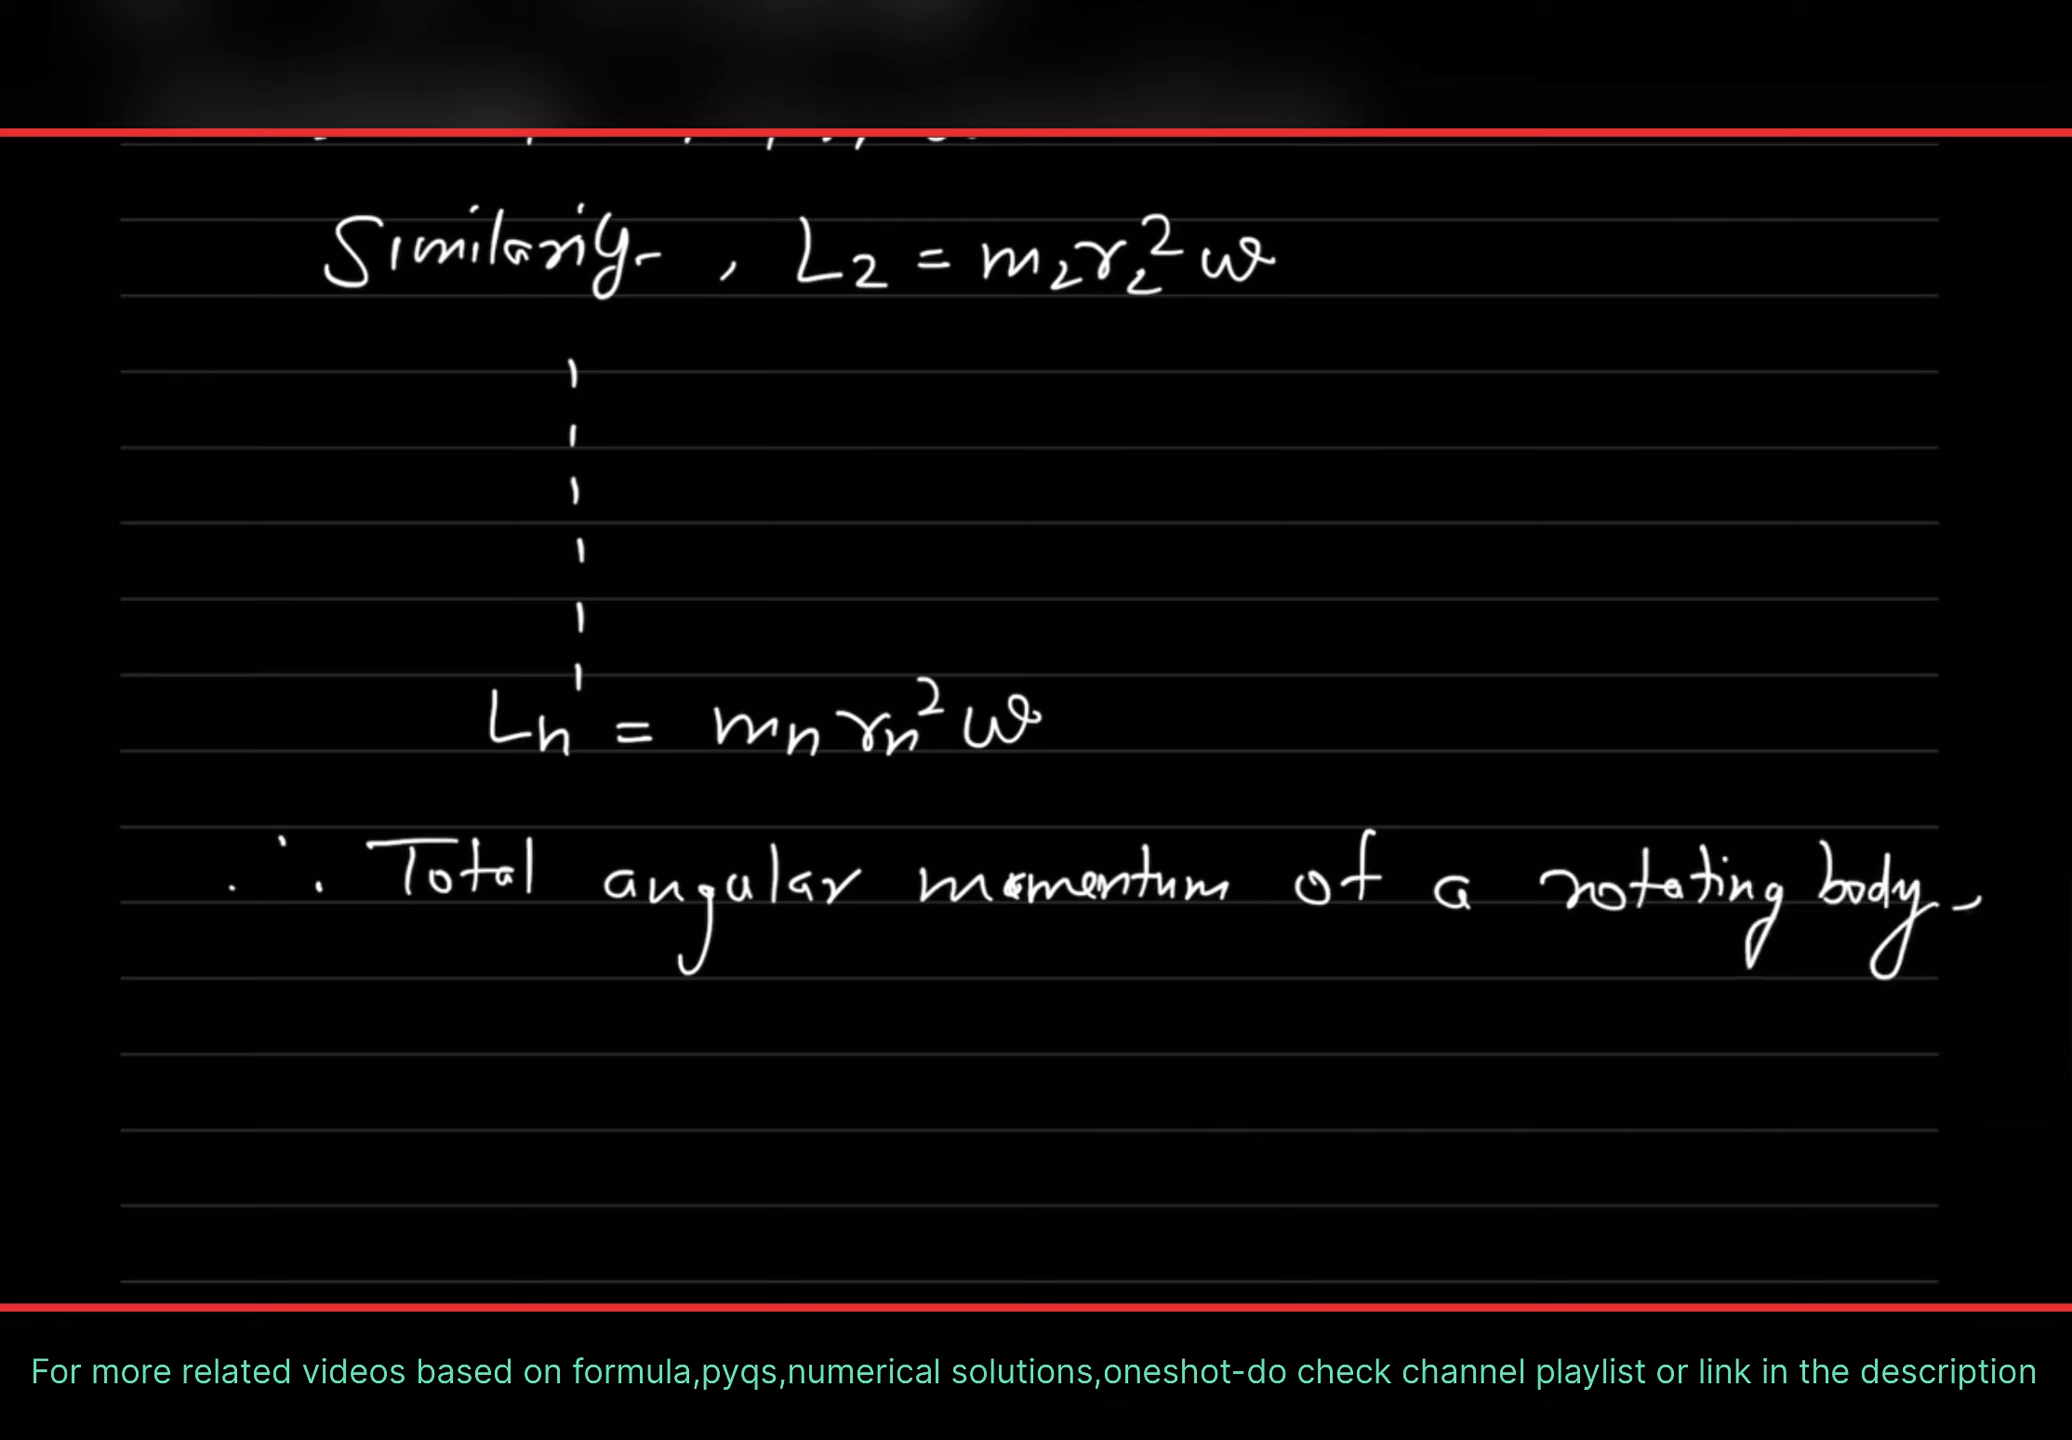 Similarily , L₂ = m₂r₂²ω
Lₙ = mₙrₙ²ω
∴ Total angular momentum of a rotating body
For more related videos based on formula,pyqs,numerical solutions,oneshot-do check channel playlist or link in the description